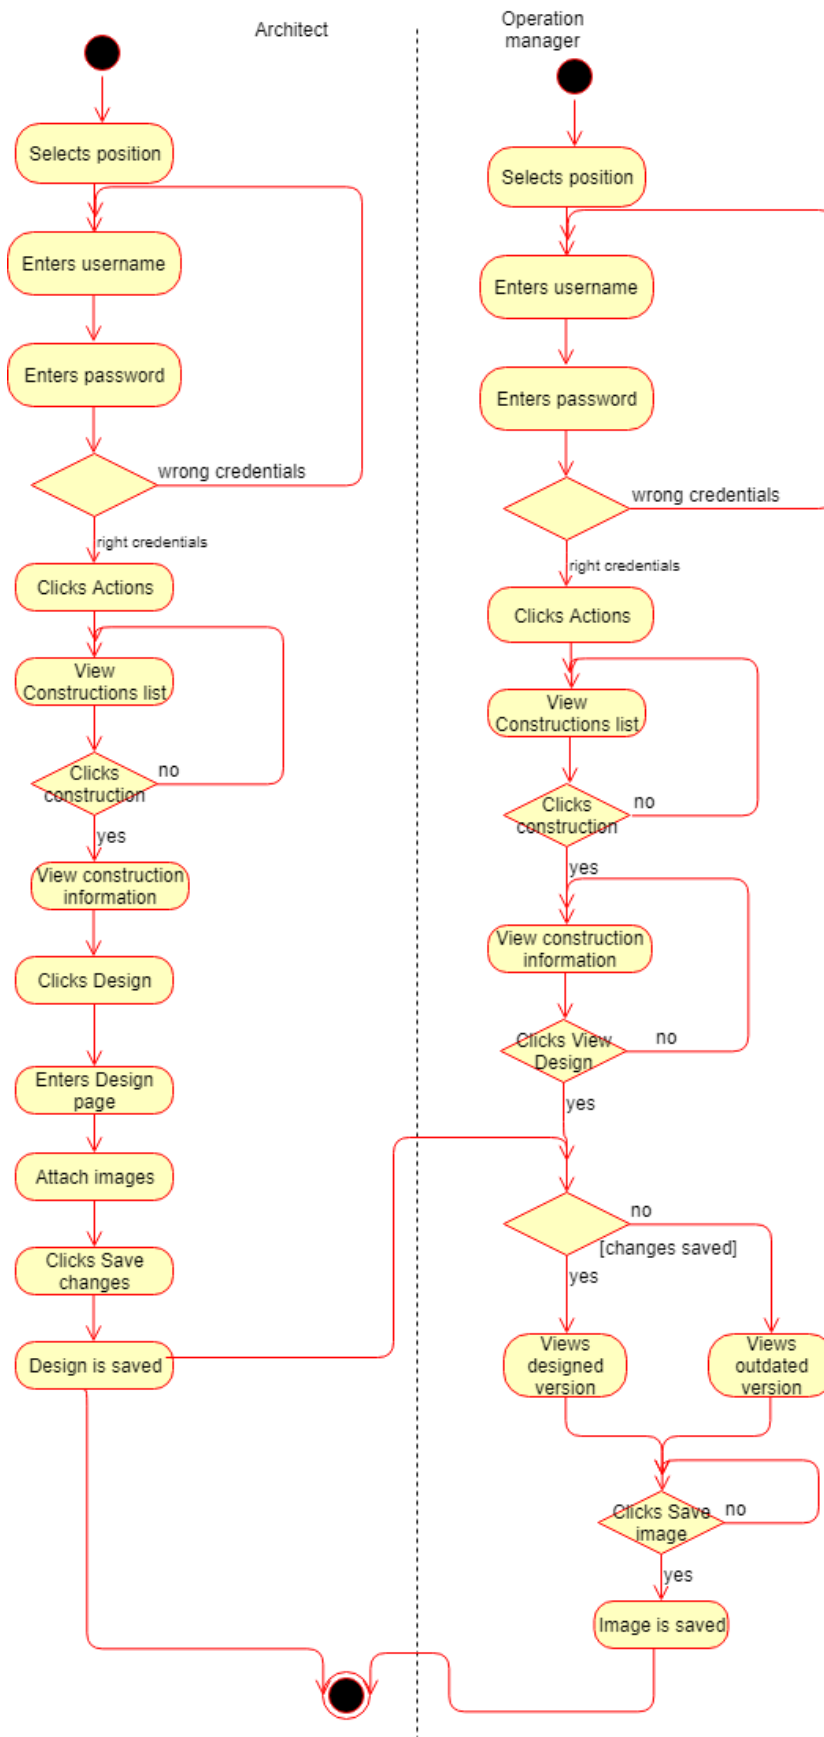 Architect
Selects position
Enters username
Enters password
wrong credentials
right credentials
Clicks Actions
View
Constructions list
Clicks
construction
no
yes
View construction
information
Clicks Design
Enters Design
page
Attach images
Clicks Save
changes
Design is saved
Operation
manager
Selects position
Enters username
Enters password
wrong credentials
right credentials
Clicks Actions
View
Constructions list
Clicks
construction
no
yes
View construction
information
Clicks View
Design
no
yes
no
[changes saved]
yes
Views
designed
version
Views
outdated
version
Clicks Save
image
no
yes
Image is saved